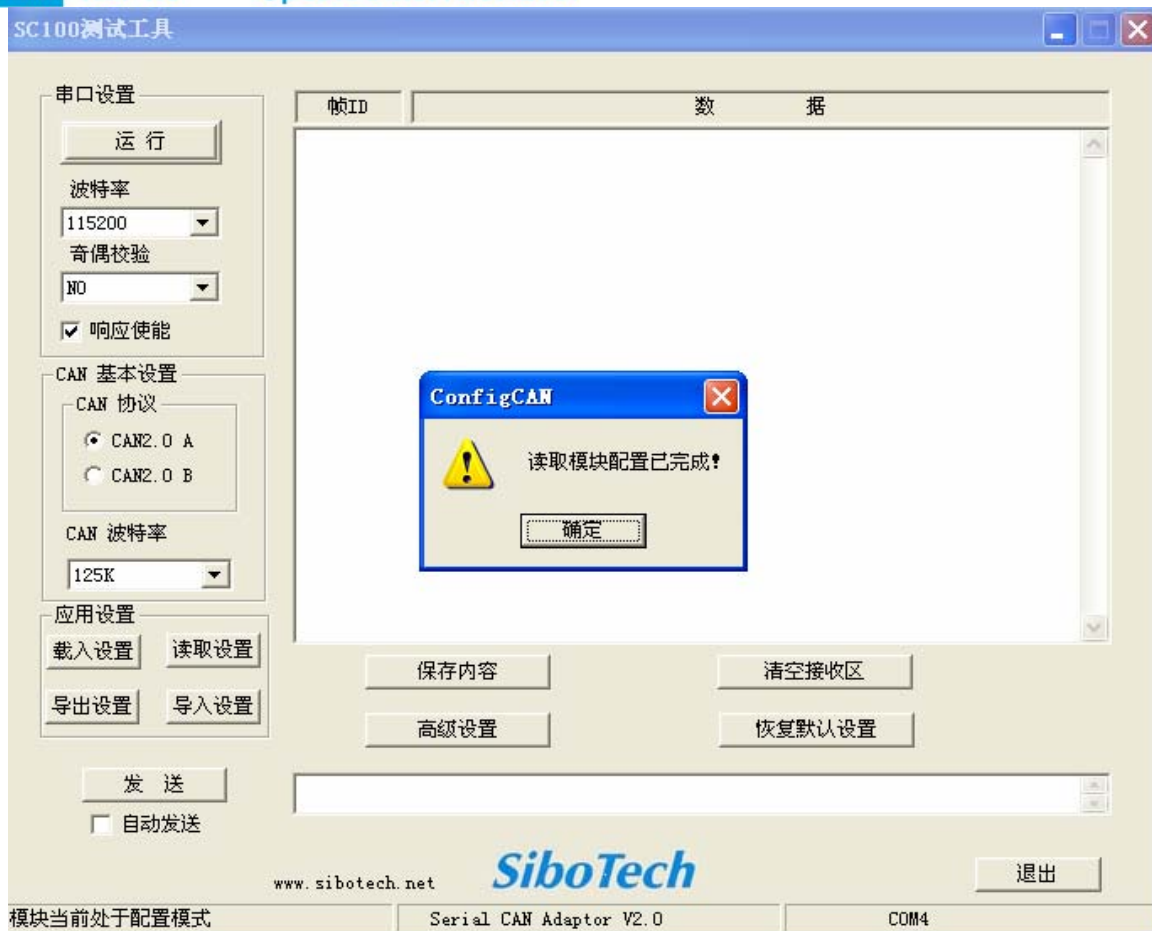 SC100测试工具
串口设置
运 行
波特率
115200
奇偶校验
NO
响应使能
CAN 基本设置
CAN 协议
CAN2.0 A
CAN2.0 B
CAN 波特率
125K
应用设置
载入设置 读取设置
导出设置 导入设置
发 送
自动发送
帧ID 数 据
ConfigCAN
读取模块配置已完成!
确定
保存内容 清空接收区
高级设置 恢复默认设置
www.sibotech.net SiboTech 退出
模块当前处于配置模式 Serial CAN Adaptor V2.0 COM4